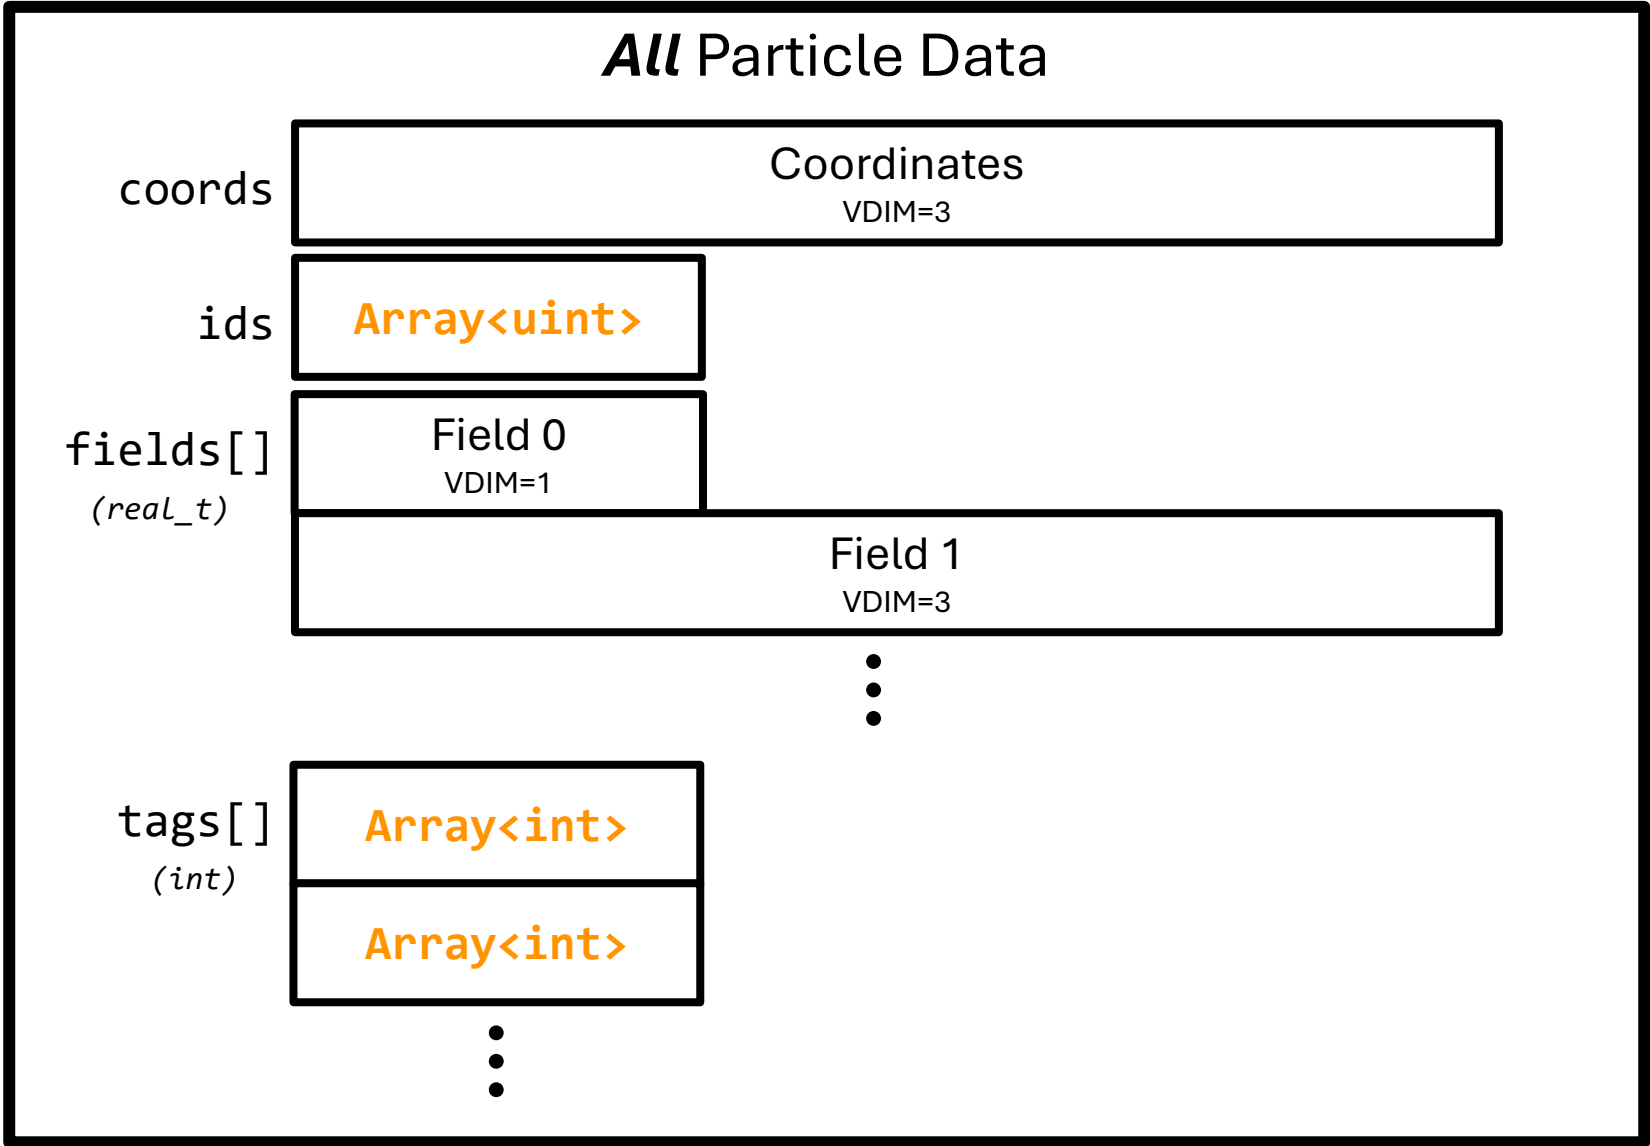 All Particle Data
coords
Coordinates
VDIM=3
ids
Array<uint>
fields[]
(real_t)
Field 0
VDIM=1
Field 1
VDIM=3
tags[]
(int)
Array<int>
Array<int>